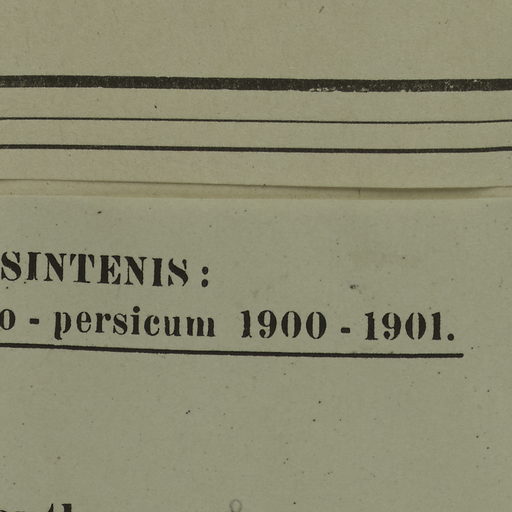 SINTENIS:
o - persicum 1900 - 1901.